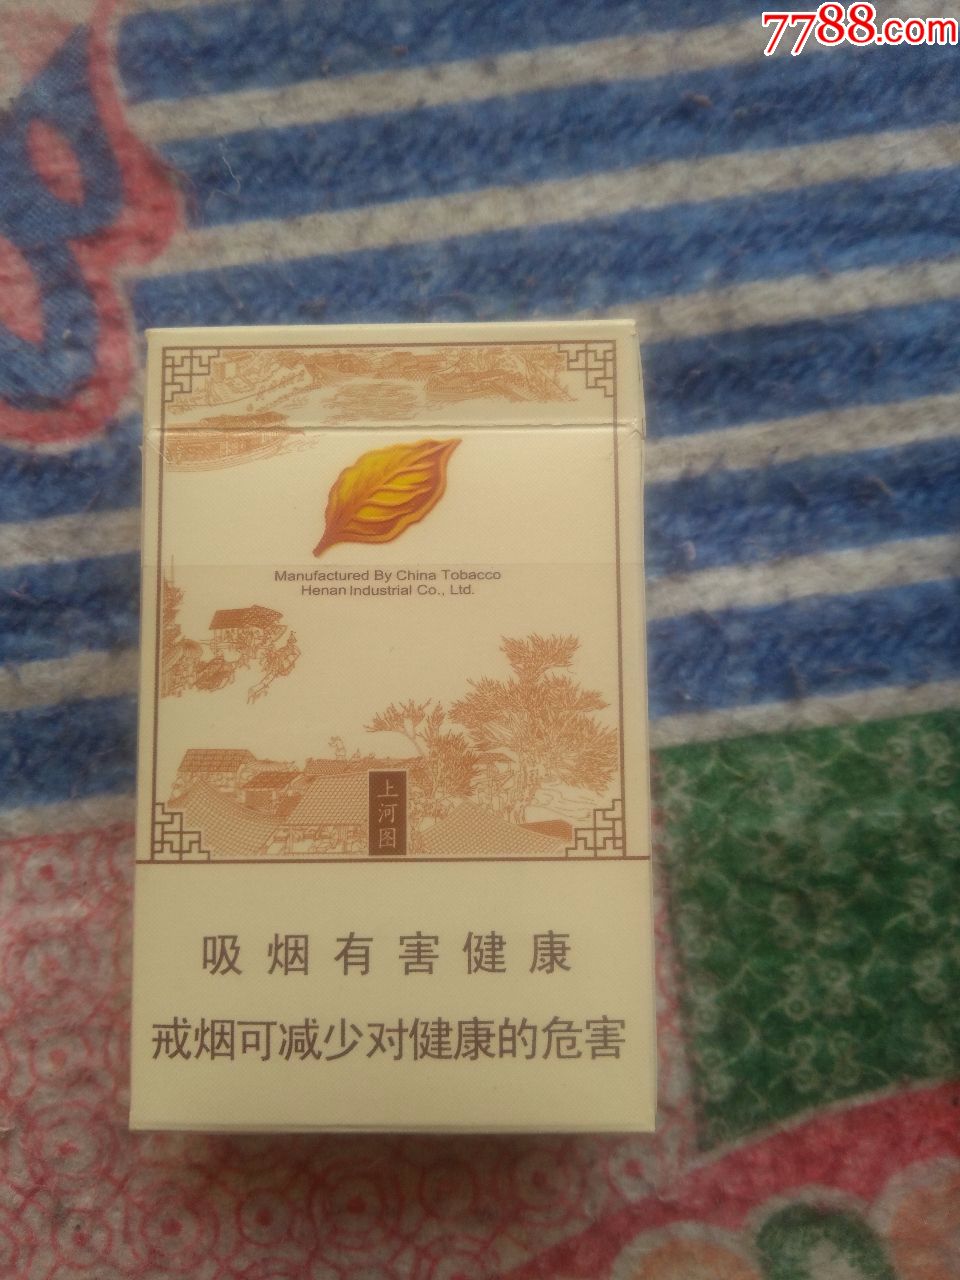 7788.com
Manufactured By China Tobacco
Henan Industrial Co., Ltd.
上河图
吸烟有害健康
戒烟可减少对健康的危害